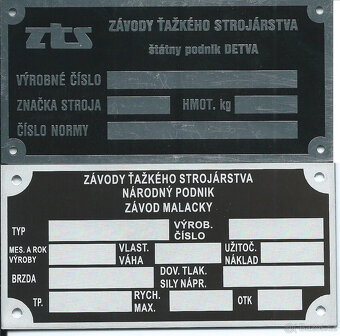 zts
ZÁVODY ŤAŽKÉHO STROJÁRSTVA
štátny podnik DETVA
VÝROBNÉ ČÍSLO
ZNAČKA STROJA HMOT. kg
ČÍSLO NORMY
ZÁVODY ŤAŽKÉHO STROJÁRSTVA
NÁRODNÝ PODNIK
ZÁVOD MALACKY
TYP VÝROB. ČÍSLO
MES. A ROK VÝROBY VLAST. VÁHA UŽITOČ. NÁKLAD
BRZDA DOV. TLAK. SILY NÁPR.
TP. RYCH. MAX. OTK